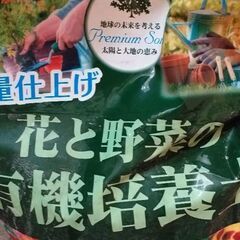 地球の未来を考える
Premium Soi
太陽と大地の恵み
量仕上げ
花と野菜の
有機培養